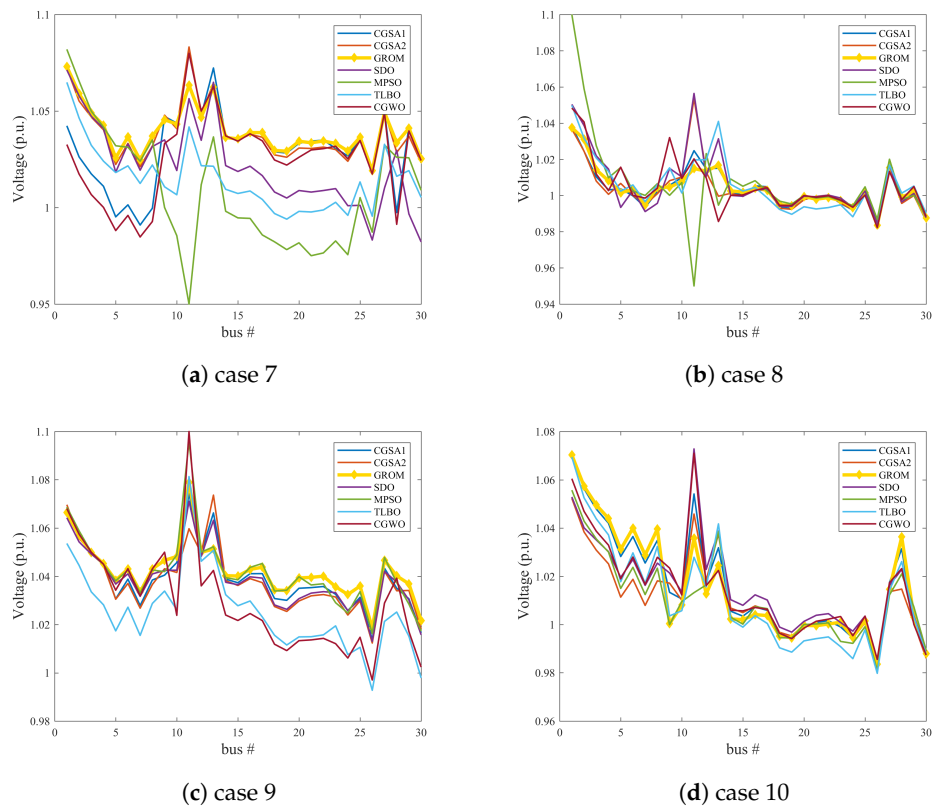 1.1
1.05
1
0.95
Voltage (p.u.)
0 5 10 15 20 25 30
bus #
CGSA1
CGSA2
GROM
SDO
MPSO
TLBO
CGWO
(a) case 7
1.1
1.08
1.06
1.04
1.02
1
0.98
0.96
0.94
Voltage (p.u.)
0 5 10 15 20 25 30
bus #
CGSA1
CGSA2
GROM
SDO
MPSO
TLBO
CGWO
(b) case 8
1.1
1.08
1.06
1.04
1.02
1
0.98
Voltage (p.u.)
0 5 10 15 20 25 30
bus #
CGSA1
CGSA2
GROM
SDO
MPSO
TLBO
CGWO
(c) case 9
1.08
1.06
1.04
1.02
1
0.98
0.96
Voltage (p.u.)
0 5 10 15 20 25 30
bus #
CGSA1
CGSA2
GROM
SDO
MPSO
TLBO
CGWO
(d) case 10